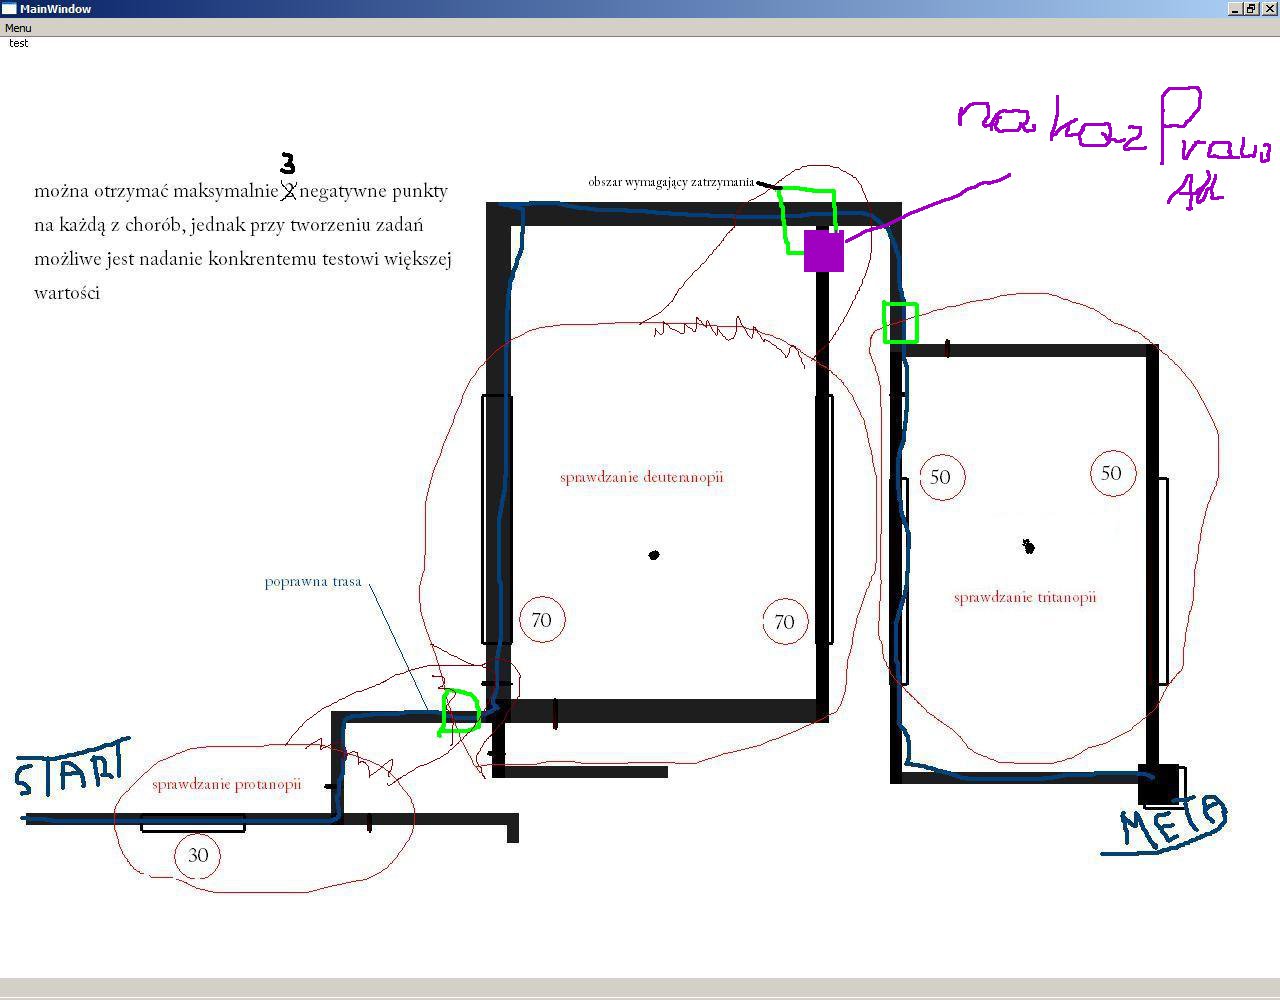 MainWindow
Menu
test
3
można otrzymać maksymalnie 2 negatywne punkty
na każdą z chorób, jednak przy tworzeniu zadań
możliwe jest nadanie konkrentemu testowi większej
wartości
obszar wymagający zatrzymania
nakaz Prawo
sprawdzanie deuteranopii
50
50
sprawdzanie tritanopii
poprawna trasa
70
70
START
sprawdzanie protanopii
30
META